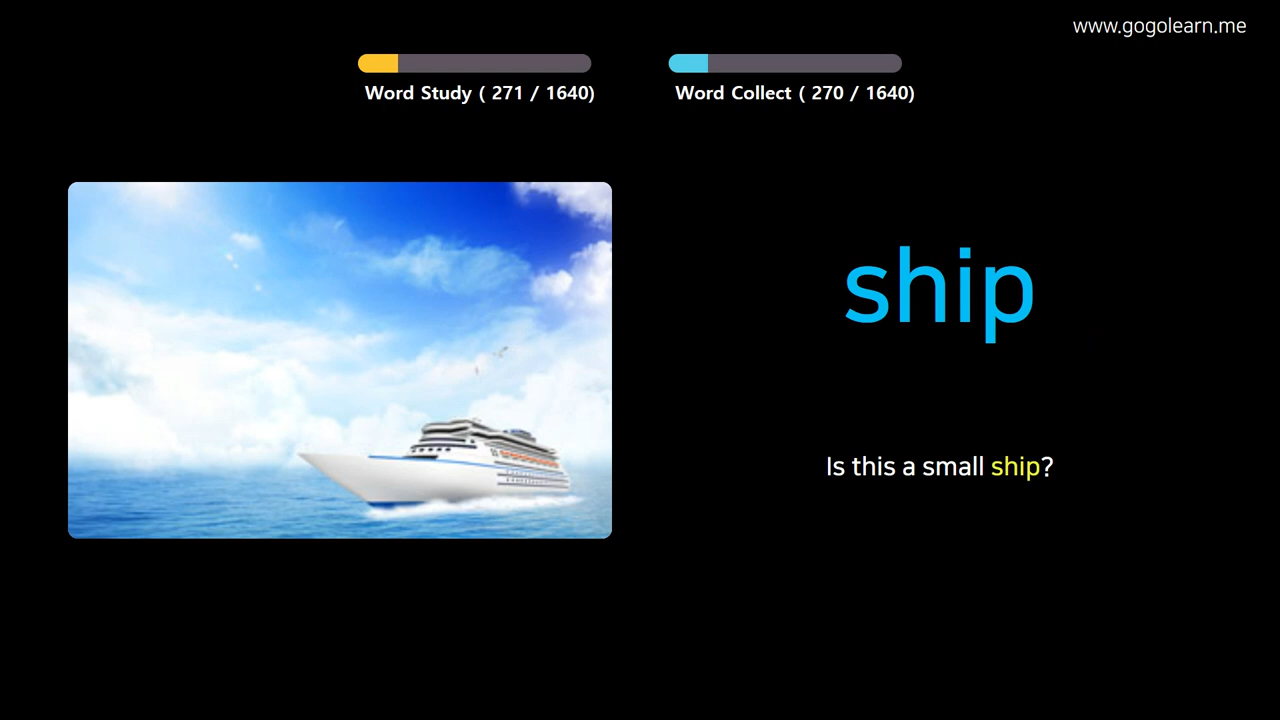 www.gogolearn.me
Word Study ( 271 / 1640)
Word Collect ( 270 / 1640)
ship
Is this a small ship?